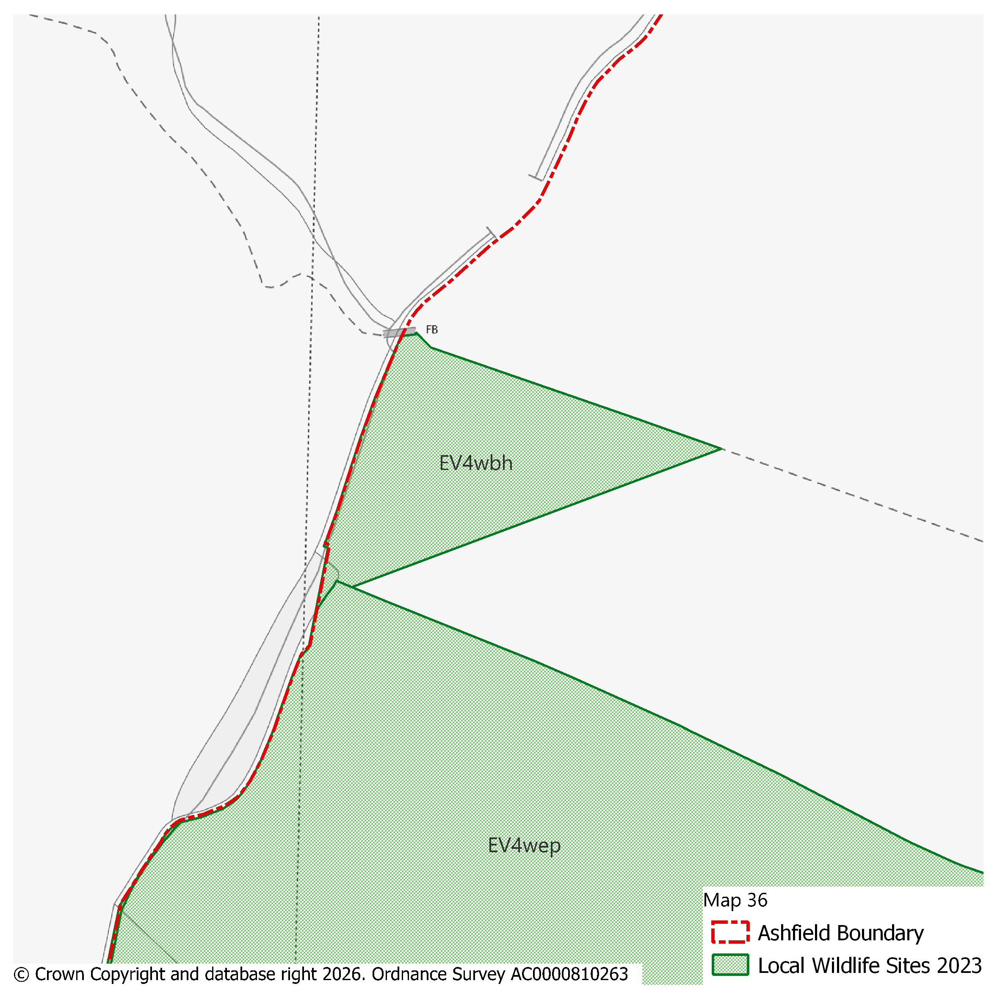 FB
EV4wbh
EV4wep
Map 36
Ashfield Boundary
Local Wildlife Sites 2023
© Crown Copyright and database right 2026. Ordnance Survey AC0000810263